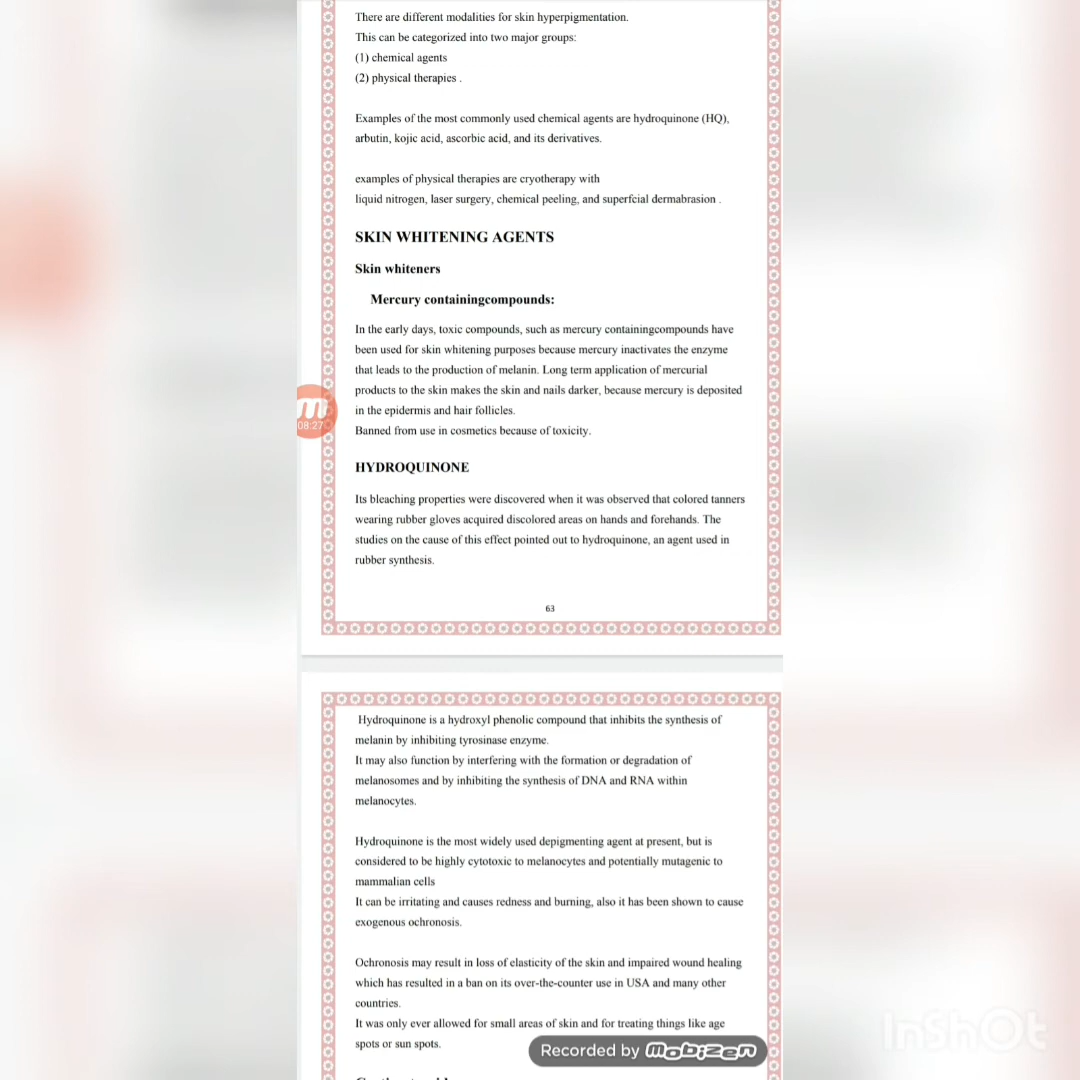 There are different modalities for skin hyperpigmentation.
This can be categorized into two major groups:
(1) chemical agents
(2) physical therapies .
Examples of the most commonly used chemical agents are hydroquinone (HQ),
arbutin, kojic acid, ascorbic acid, and its derivatives.
examples of physical therapies are cryotherapy with
liquid nitrogen, laser surgery, chemical peeling, and superfcial dermabrasion .
SKIN WHITENING AGENTS
Skin whiteners
Mercury containingcompounds:
In the early days, toxic compounds, such as mercury containingcompounds have
been used for skin whitening purposes because mercury inactivates the enzyme
that leads to the production of melanin. Long term application of mercurial
products to the skin makes the skin and nails darker, because mercury is deposited
in the epidermis and hair follicles.
Banned from use in cosmetics because of toxicity.
08:27
HYDROQUINONE
Its bleaching properties were discovered when it was observed that colored tanners
wearing rubber gloves acquired discolored areas on hands and forehands. The
studies on the cause of this effect pointed out to hydroquinone, an agent used in
rubber synthesis.
63
Hydroquinone is a hydroxyl phenolic compound that inhibits the synthesis of
melanin by inhibiting tyrosinase enzyme.
It may also function by interfering with the formation or degradation of
melanosomes and by inhibiting the synthesis of DNA and RNA within
melanocytes.
Hydroquinone is the most widely used depigmenting agent at present, but is
considered to be highly cytotoxic to melanocytes and potentially mutagenic to
mammalian cells
It can be irritating and causes redness and burning, also it has been shown to cause
exogenous ochronosis.
Ochronosis may result in loss of elasticity of the skin and impaired wound healing
which has resulted in a ban on its over-the-counter use in USA and many other
countries.
It was only ever allowed for small areas of skin and for treating things like age
spots or sun spots.
Recorded by mobizen
InShOt